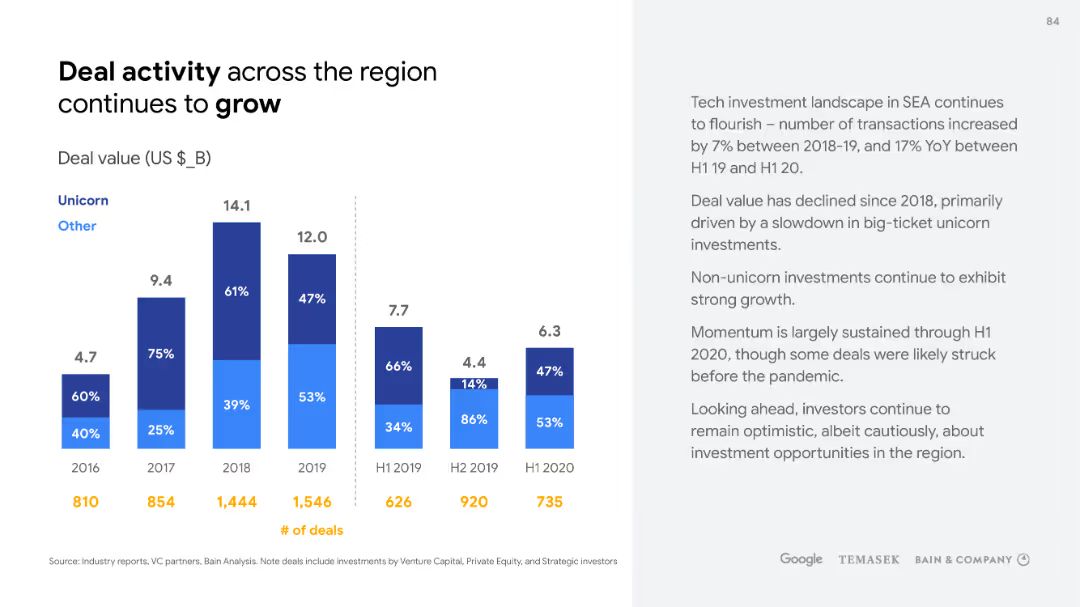 84
Deal activity across the region
continues to grow
Deal value (US $_B)
Unicorn
Other
4.7
60%
40%
2016
810
9.4
75%
25%
2017
854
14.1
61%
39%
2018
1,444
12.0
47%
53%
2019
1,546
7.7
66%
34%
H1 2019
626
4.4
14%
86%
H2 2019
920
6.3
47%
53%
H1 2020
735
# of deals
Source: Industry reports, VC partners, Bain Analysis. Note deals include investments by Venture Capital, Private Equity, and Strategic investors
Tech investment landscape in SEA continues
to flourish – number of transactions increased
by 7% between 2018-19, and 17% YoY between
H1 19 and H1 20.
Deal value has declined since 2018, primarily
driven by a slowdown in big-ticket unicorn
investments.
Non-unicorn investments continue to exhibit
strong growth.
Momentum is largely sustained through H1
2020, though some deals were likely struck
before the pandemic.
Looking ahead, investors continue to
remain optimistic, albeit cautiously, about
investment opportunities in the region.
Google TEMASEK BAIN & COMPANY